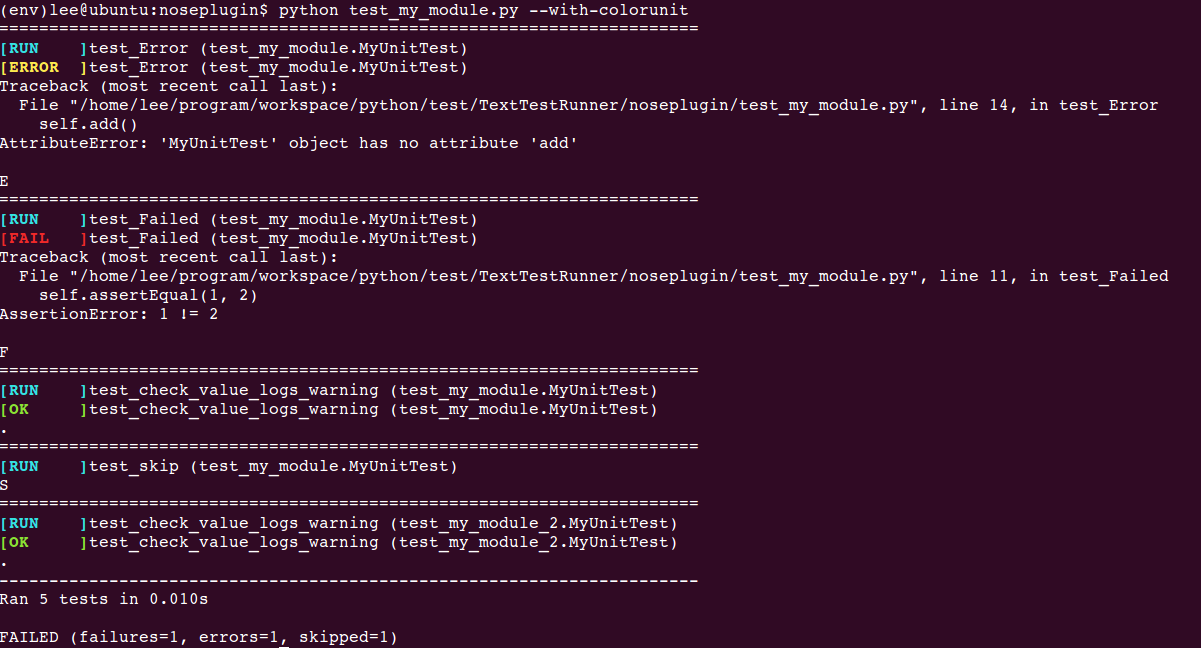 (env)lee@ubuntu:noseplugin$ python test_my_module.py --with-colorunit
======================================================================
[RUN    ]test_Error (test_my_module.MyUnitTest)
[ERROR  ]test_Error (test_my_module.MyUnitTest)
Traceback (most recent call last):
  File "/home/lee/program/workspace/python/test/TextTestRunner/noseplugin/test_my_module.py", line 14, in test_Error
    self.add()
AttributeError: 'MyUnitTest' object has no attribute 'add'

E
======================================================================
[RUN    ]test_Failed (test_my_module.MyUnitTest)
[FAIL   ]test_Failed (test_my_module.MyUnitTest)
Traceback (most recent call last):
  File "/home/lee/program/workspace/python/test/TextTestRunner/noseplugin/test_my_module.py", line 11, in test_Failed
    self.assertEqual(1, 2)
AssertionError: 1 != 2

F
======================================================================
[RUN    ]test_check_value_logs_warning (test_my_module.MyUnitTest)
[OK     ]test_check_value_logs_warning (test_my_module.MyUnitTest)
.
======================================================================
[RUN    ]test_skip (test_my_module.MyUnitTest)
S
======================================================================
[RUN    ]test_check_value_logs_warning (test_my_module_2.MyUnitTest)
[OK     ]test_check_value_logs_warning (test_my_module_2.MyUnitTest)
.
----------------------------------------------------------------------
Ran 5 tests in 0.010s

FAILED (failures=1, errors=1, skipped=1)